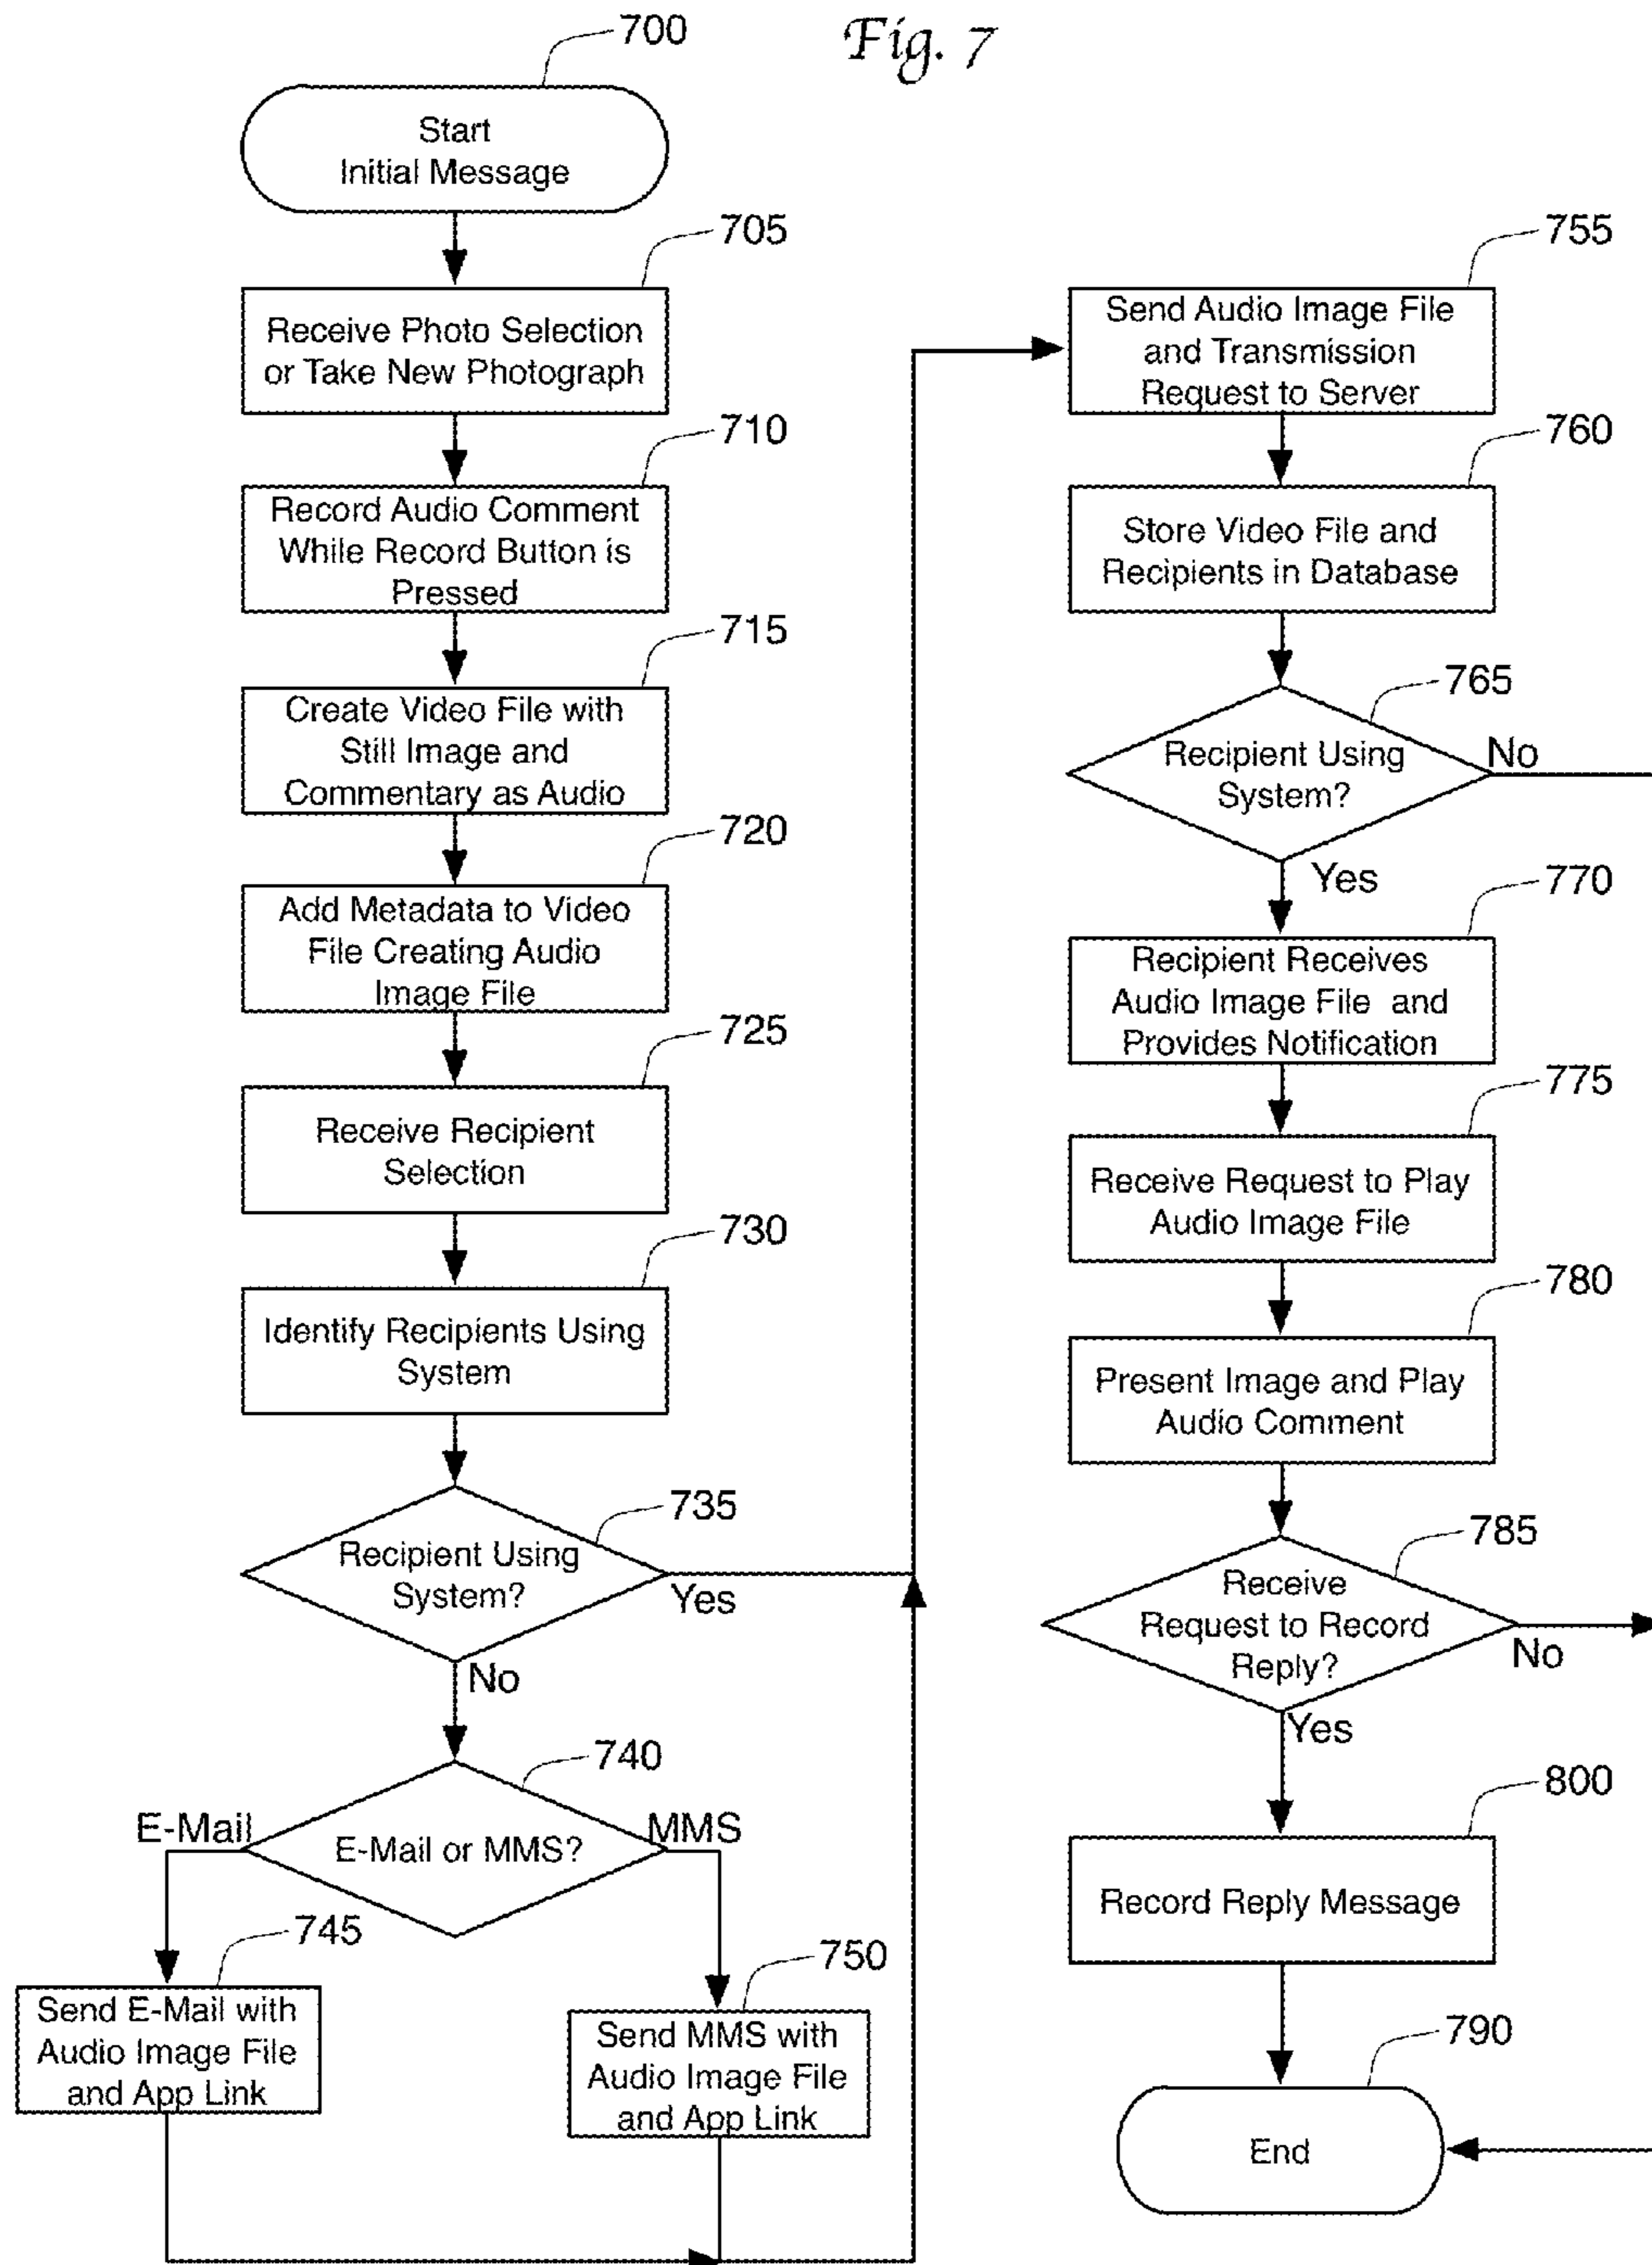 Fig. 7
700
Start
Initial Message
705
Receive Photo Selection
or Take New Photograph
710
Record Audio Comment
While Record Button is
Pressed
715
Create Video File with
Still Image and
Commentary as Audio
720
Add Metadata to Video
File Creating Audio
Image File
725
Receive Recipient
Selection
730
Identify Recipients Using
System
735
Recipient Using
System?
Yes
No
740
E-Mail
E-Mail or MMS?
MMS
745
Send E-Mail with
Audio Image File
and App Link
750
Send MMS with
Audio Image File
and App Link
755
Send Audio Image File
and Transmission
Request to Server
760
Store Video File and
Recipients in Database
765
Recipient Using
System?
No
Yes
770
Recipient Receives
Audio Image File and
Provides Notification
775
Receive Request to Play
Audio Image File
780
Present Image and Play
Audio Comment
785
Receive
Request to Record
Reply?
No
Yes
800
Record Reply Message
790
End